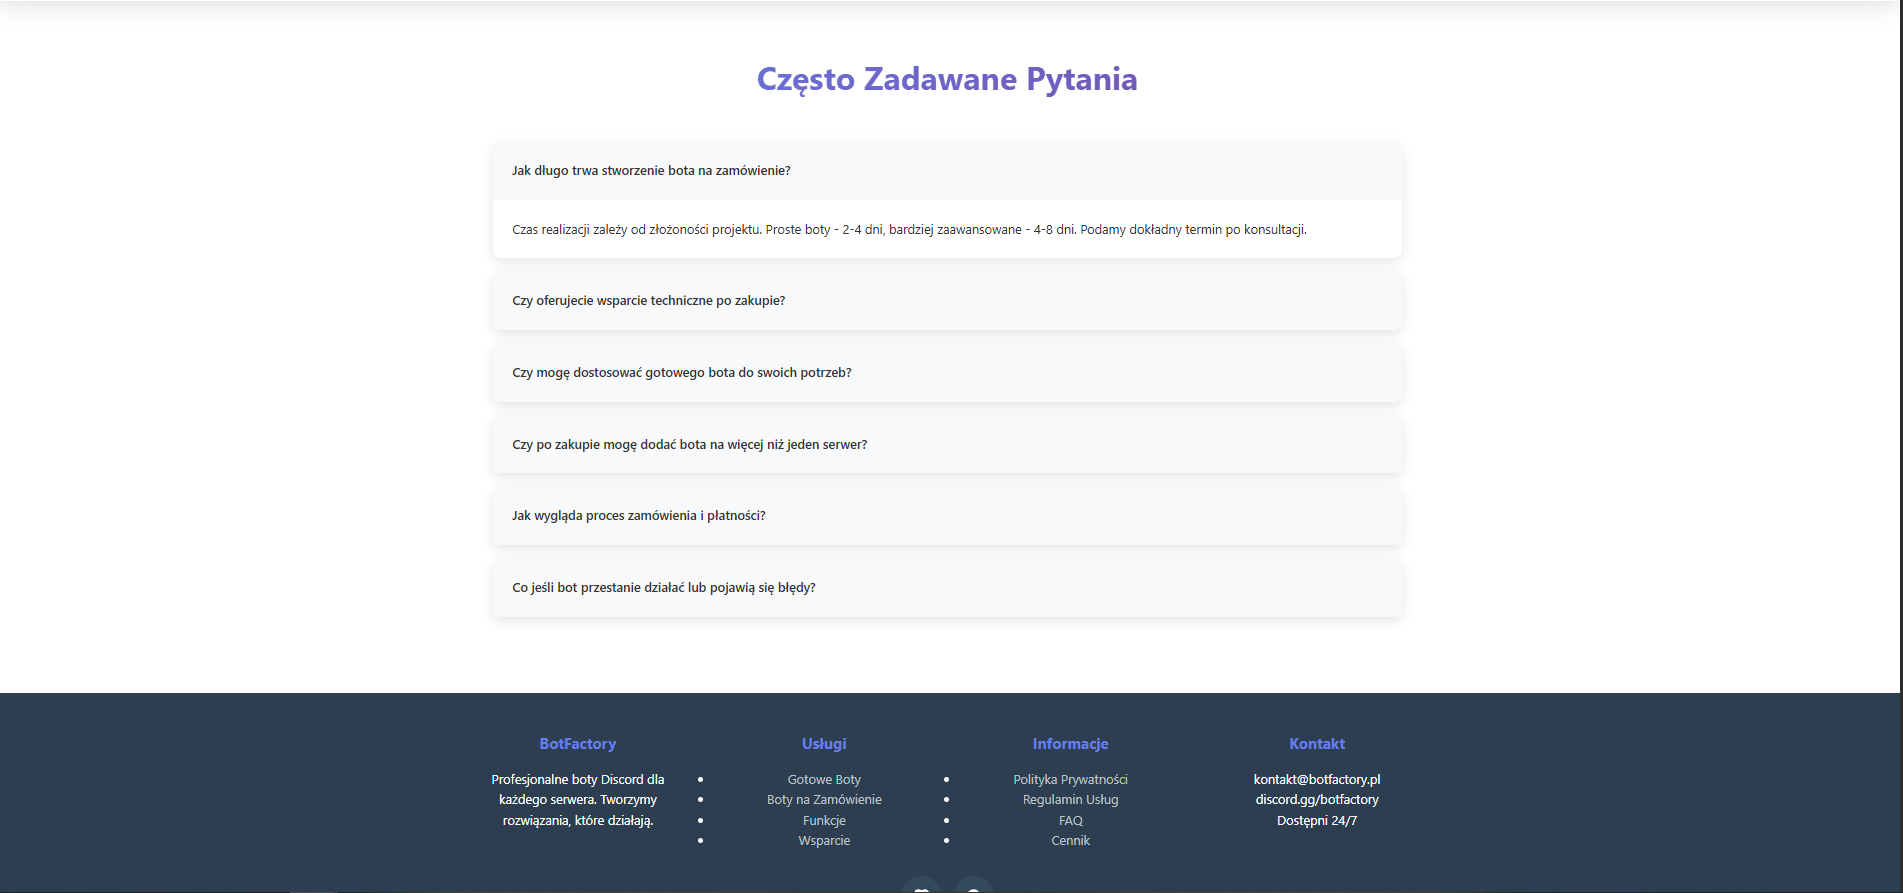 Często Zadawane Pytania
Jak długo trwa stworzenie bota na zamówienie?
Czas realizacji zależy od złożoności projektu. Proste boty - 2-4 dni, bardziej zaawansowane - 4-8 dni. Podamy dokładny termin po konsultacji.
Czy oferujecie wsparcie techniczne po zakupie?
Czy mogę dostosować gotowego bota do swoich potrzeb?
Czy po zakupie mogę dodać bota na więcej niż jeden serwer?
Jak wygląda proces zamówienia i płatności?
Co jeśli bot przestanie działać lub pojawią się błędy?
BotFactory
Profesjonalne boty Discord dla
każdego serwera. Tworzymy
rozwiązania, które działają.
Usługi
Gotowe Boty
Boty na Zamówienie
Funkcje
Wsparcie
Informacje
Polityka Prywatności
Regulamin Usług
FAQ
Cennik
Kontakt
kontakt@botfactory.pl
discord.gg/botfactory
Dostępni 24/7